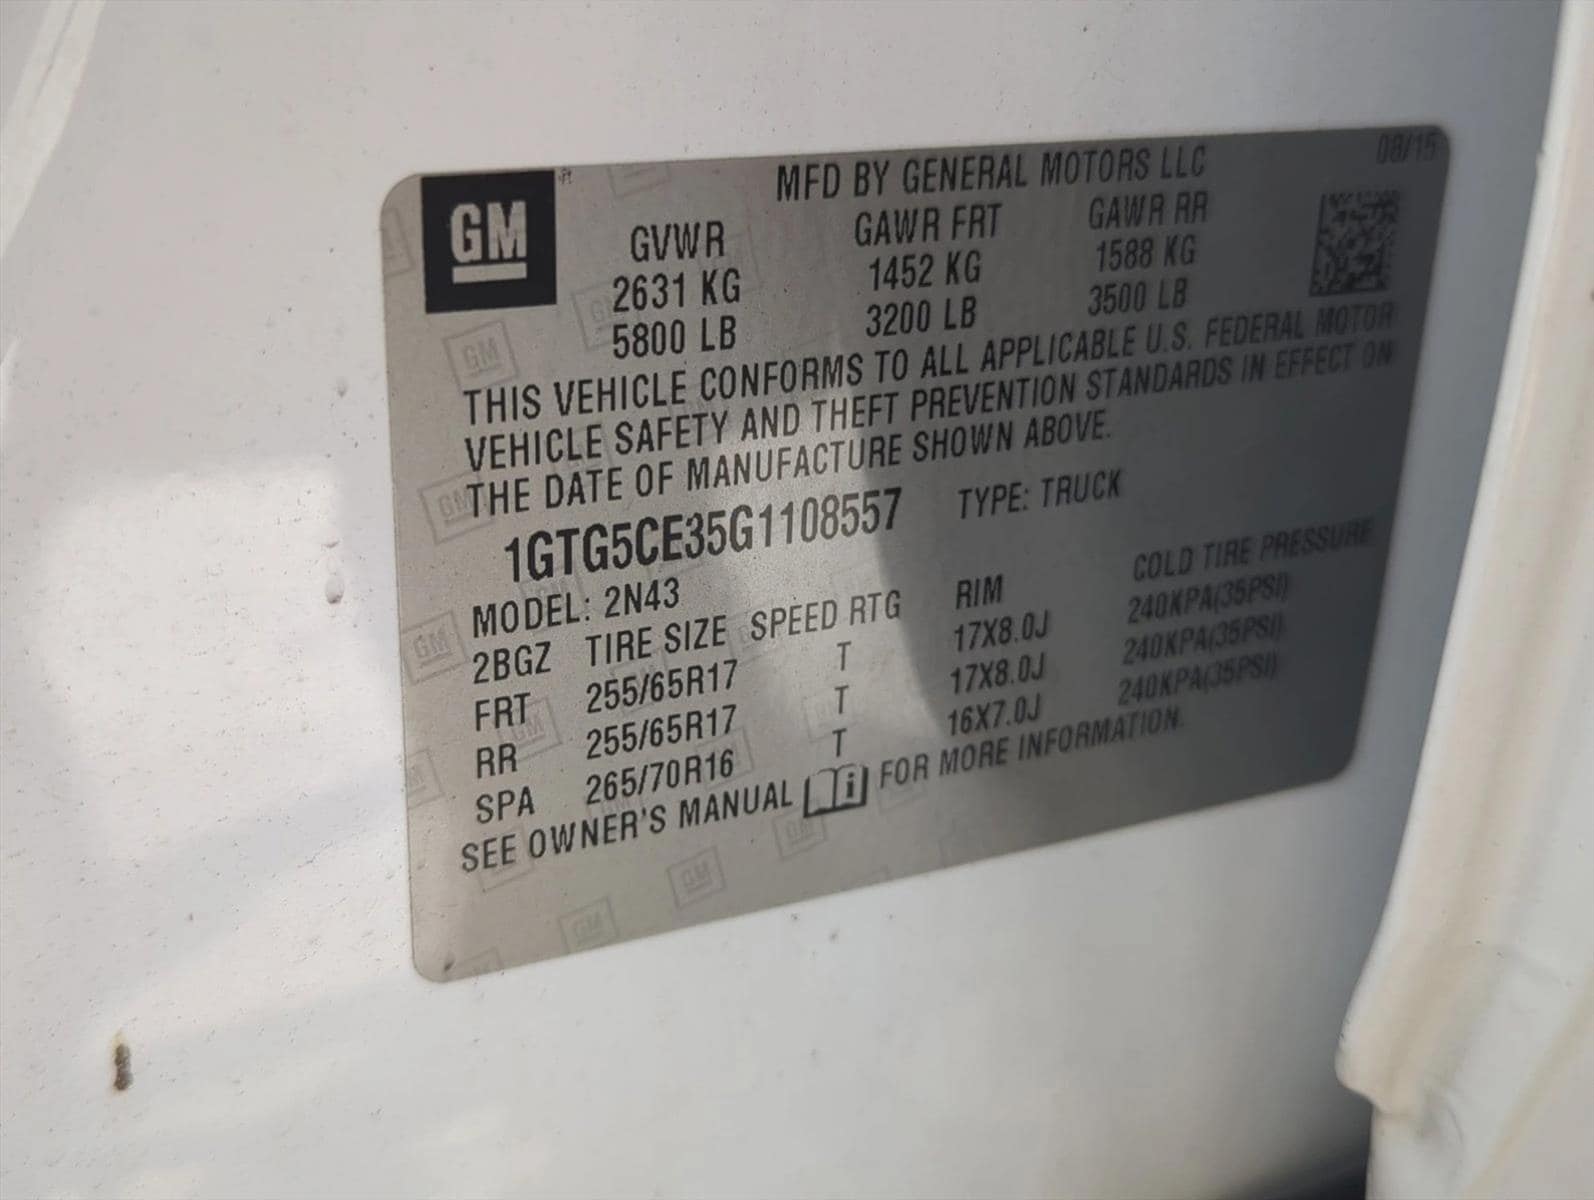 MFD BY GENERAL MOTORS LLC 08/15
GM
GVWR GAWR FRT GAWR RR
2631 KG 1452 KG 1588 KG
5800 LB 3200 LB 3500 LB
THIS VEHICLE CONFORMS TO ALL APPLICABLE U.S. FEDERAL MOTOR
VEHICLE SAFETY AND THEFT PREVENTION STANDARDS IN EFFECT ON
THE DATE OF MANUFACTURE SHOWN ABOVE.
1GTG5CE35G1108557 TYPE: TRUCK
MODEL: 2N43
2BGZ TIRE SIZE SPEED RTG RIM COLD TIRE PRESSURE
FRT 255/65R17 T 17X8.0J 240KPA(35PSI)
RR 255/65R17 T 17X8.0J 240KPA(35PSI)
SPA 265/70R16 T 16X7.0J 240KPA(35PSI)
SEE OWNER'S MANUAL i FOR MORE INFORMATION.